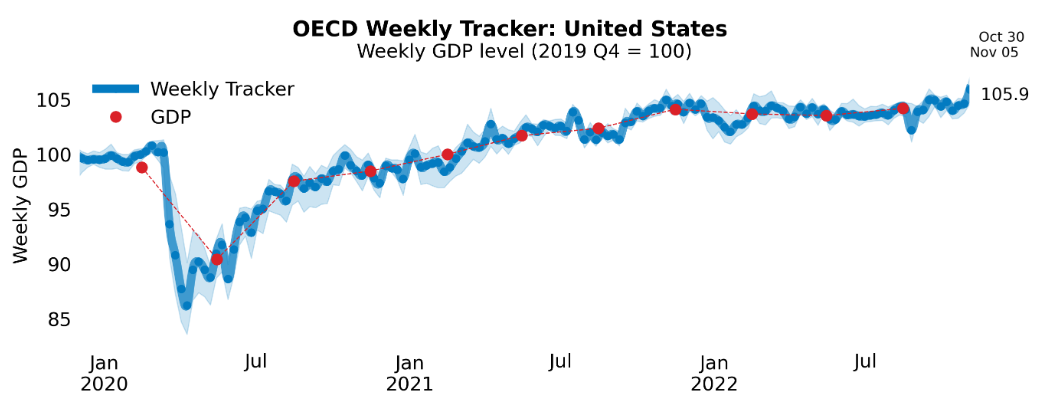 OECD Weekly Tracker: United States
Weekly GDP level (2019 Q4 = 100)
Oct 30
Nov 05
105.9
Weekly Tracker
GDP
Weekly GDP
105
100
95
90
85
Jan
2020
Jul
Jan
2021
Jul
Jan
2022
Jul